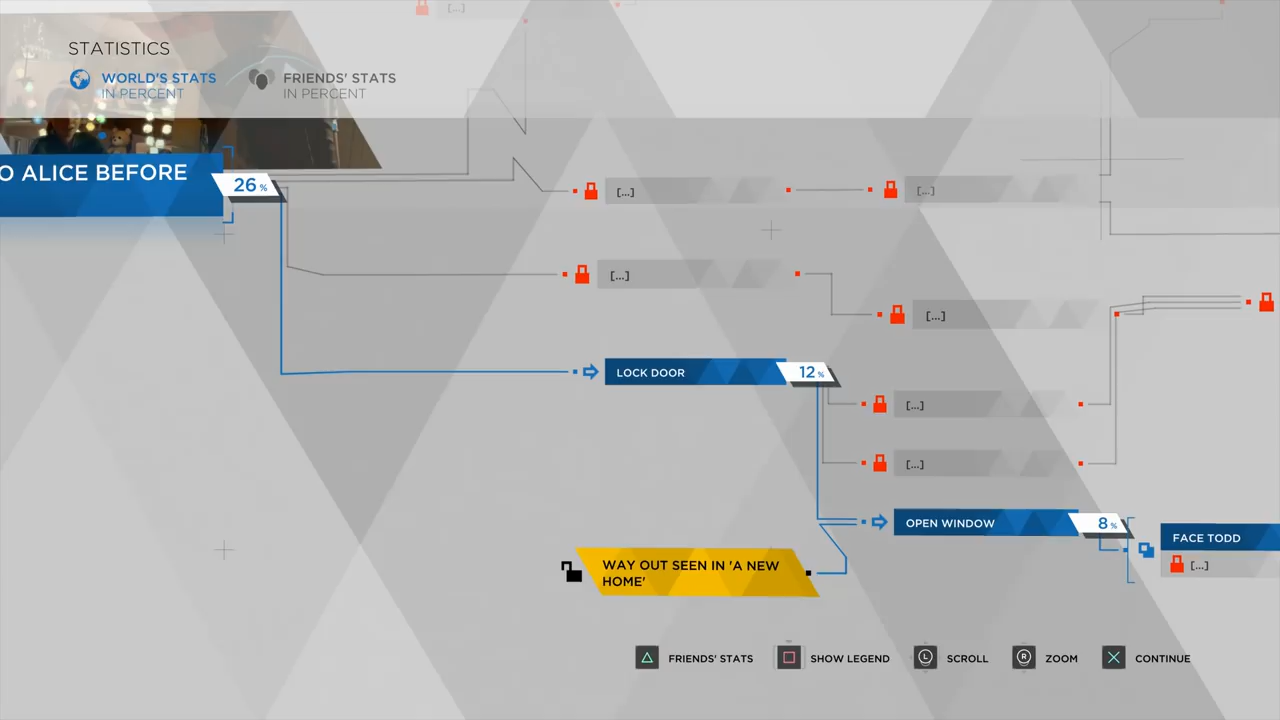 [...]
STATISTICS
WORLD'S STATS
IN PERCENT
FRIENDS' STATS
IN PERCENT
O ALICE BEFORE
26 %
[...]
[...]
[...]
[...]
LOCK DOOR
12 %
[...]
[...]
OPEN WINDOW
8 %
FACE TODD
[...]
WAY OUT SEEN IN 'A NEW
HOME'
FRIENDS' STATS
SHOW LEGEND
L
SCROLL
R
ZOOM
CONTINUE